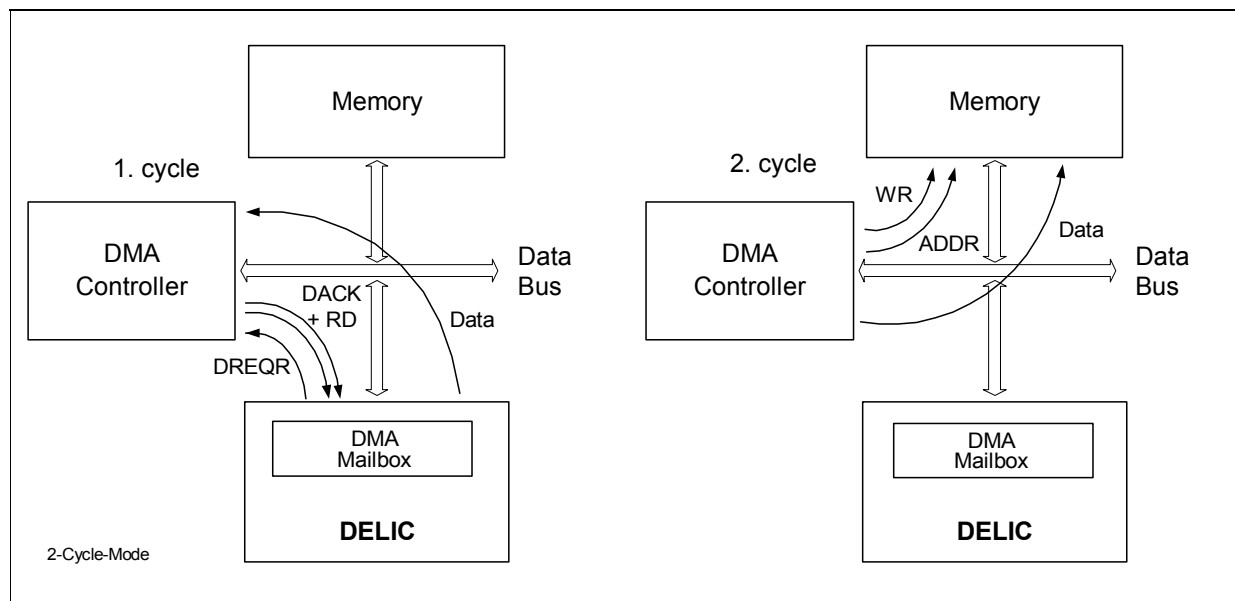 Memory
1. cycle
DMA
Controller
DACK
+ RD
Data
DREQR
Data
Bus
DMA
Mailbox
DELIC
2-Cycle-Mode
Memory
2. cycle
WR
ADDR
Data
DMA
Controller
Data
Bus
DMA
Mailbox
DELIC